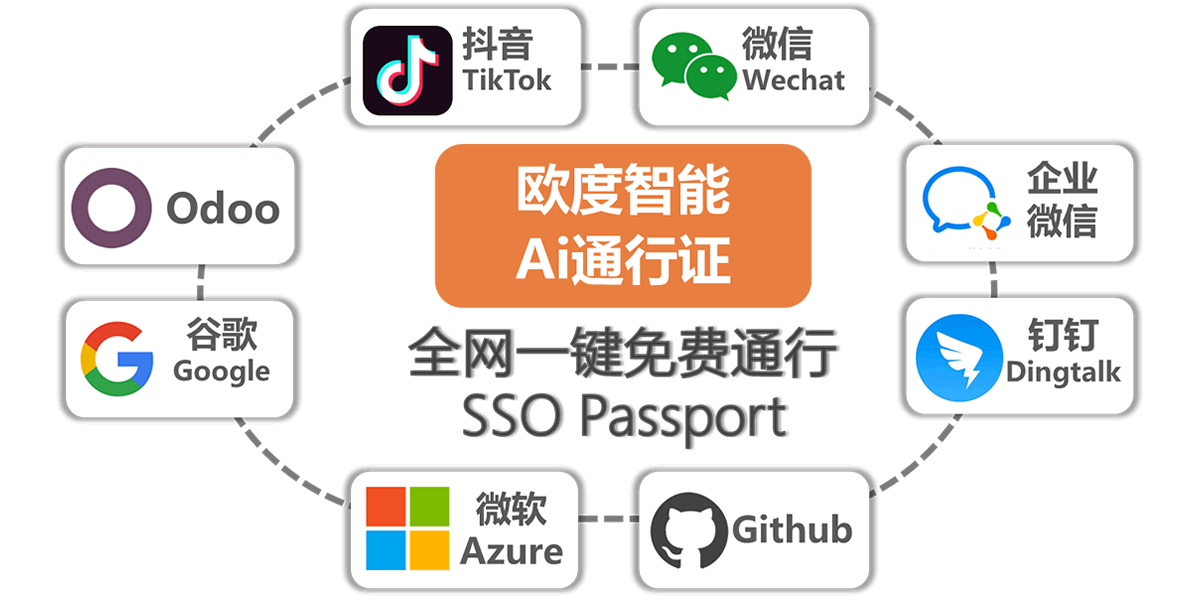 抖音
TikTok
微信
Wechat
Odoo
欧度智能
Ai通行证
企业
微信
谷歌
Google
全网一键免费通行
SSO Passport
钉钉
Dingtalk
微软
Azure
Github